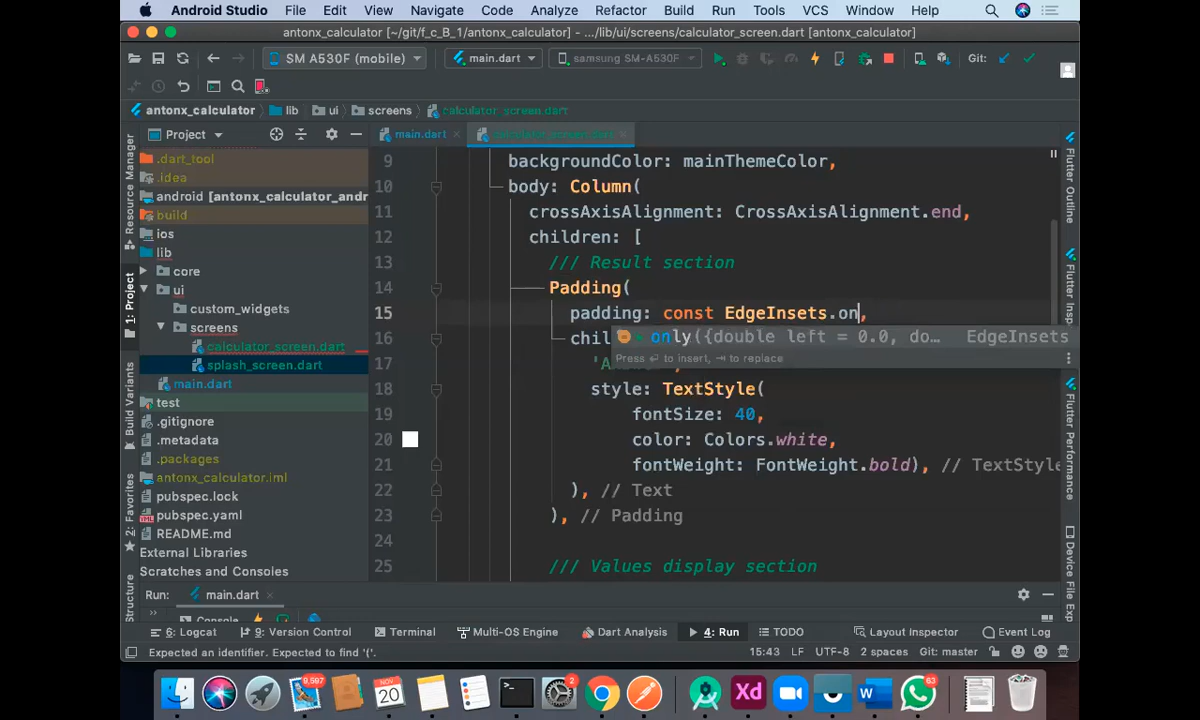 Android Studio File Edit View Navigate Code Analyze Refactor Build Run Tools VCS Window Help
antonx_calculator [~/git/f_c_B_1/antonx_calculator] – .../lib/ui/screens/calculator_screen.dart [antonx_calculator]
SM A530F (mobile) main.dart samsung SM-A530F Git:
antonx_calculator lib ui screens calculator_screen.dart
Project main.dart calculator_screen.dart
.dart_tool
.idea
android [antonx_calculator_andr
build
ios
lib
core
ui
custom_widgets
screens
calculator_screen.dart
splash_screen.dart
main.dart
test
.gitignore
.metadata
.packages
antonx_calculator.iml
pubspec.lock
pubspec.yaml
README.md
External Libraries
Scratches and Consoles
Resource Manager
1: Project
Build Variants
2:
Structure
9 backgroundColor: mainThemeColor,
10 body: Column(
11 crossAxisAlignment: CrossAxisAlignment.end,
12 children: [
13 /// Result section
14 Padding(
15 padding: const EdgeInsets.on,
16 chi
only({double left = 0.0, do... EdgeInsets
Press ↵ to insert, ⇥ to replace
17
18 style: TextStyle(
19 fontSize: 40,
20 color: Colors.white,
21 fontWeight: FontWeight.bold), // TextStyle
22 ), // Text
23 ), // Padding
24
25 /// Values display section
Flutter Outline
Flutter Insp
Flutter Performance
Device File Exp
Run: main.dart
Console
6: Logcat 9: Version Control Terminal Multi-OS Engine Dart Analysis 4: Run TODO Layout Inspector Event Log
Expected an identifier. Expected to find '('. 15:43 LF UTF-8 2 spaces Git: master
9,597
NOV
20
2
Xd
W
63